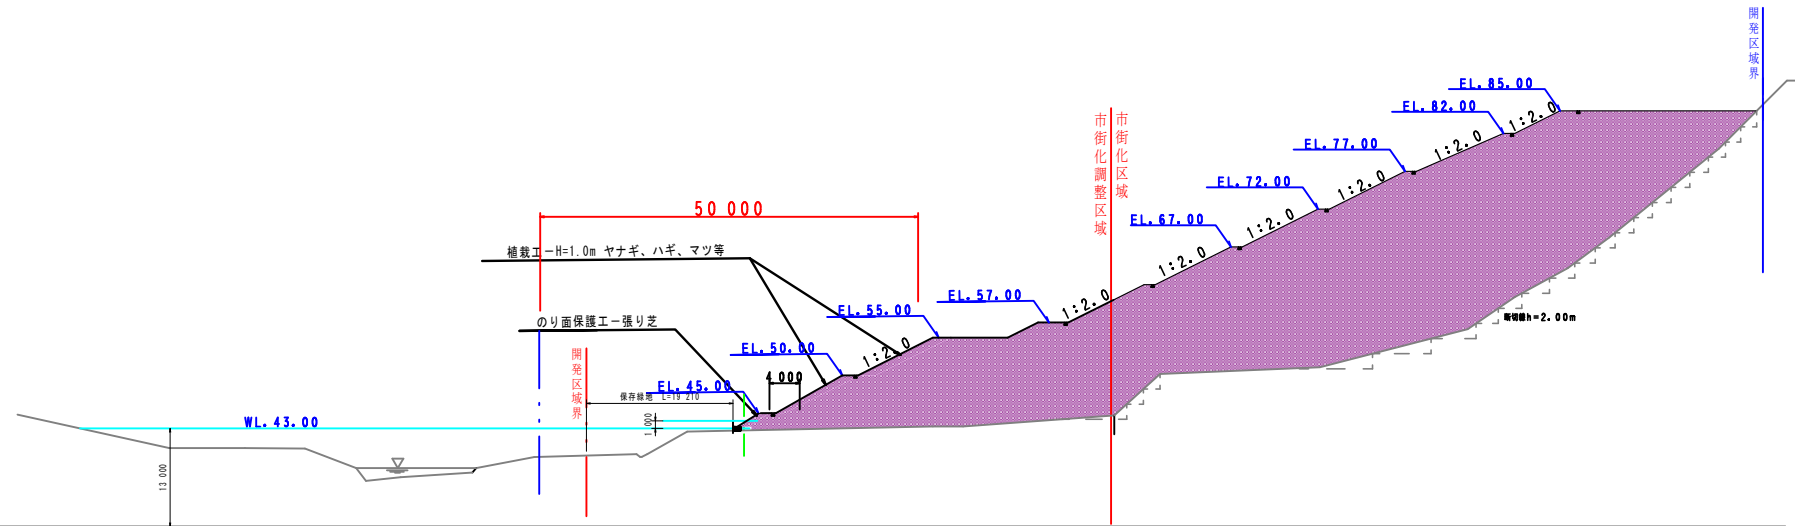 開発区域界
EL.85.00
EL.82.00
1:2.0
市街化調整区域
市街化区域
1:2.0
EL.77.00
1:2.0
EL.72.00
50 000
1:2.0
EL.67.00
植栽工ーH=1.0m ヤナギ、ハギ、マツ等
1:2.0
EL.57.00
1:2.0
EL.55.00
のり面保護工ー張り芝
段切幅h=2.00m
1:2.0
EL.50.00
開発区域界
4 000
EL.45.00
保存緑地 L=19 210
WL.43.00
1 000
13 000